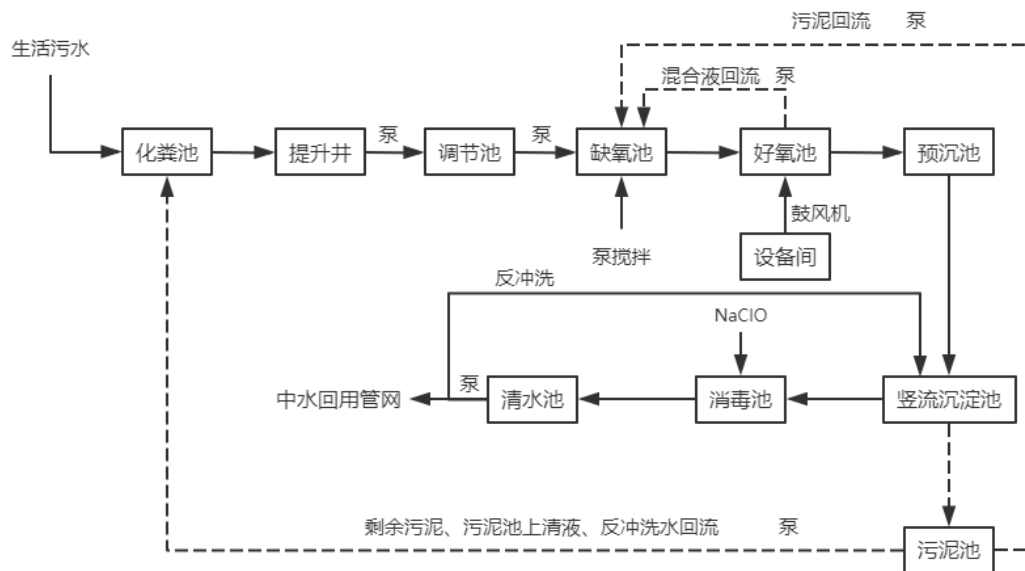 污泥回流 泵
生活污水
混合液回流 泵
化粪池
提升井
泵
调节池
泵
缺氧池
好氧池
预沉池
鼓风机
泵搅拌
设备间
反冲洗
NaClO
中水回用管网
泵
清水池
消毒池
竖流沉淀池
剩余污泥、污泥池上清液、反冲洗水回流 泵
污泥池